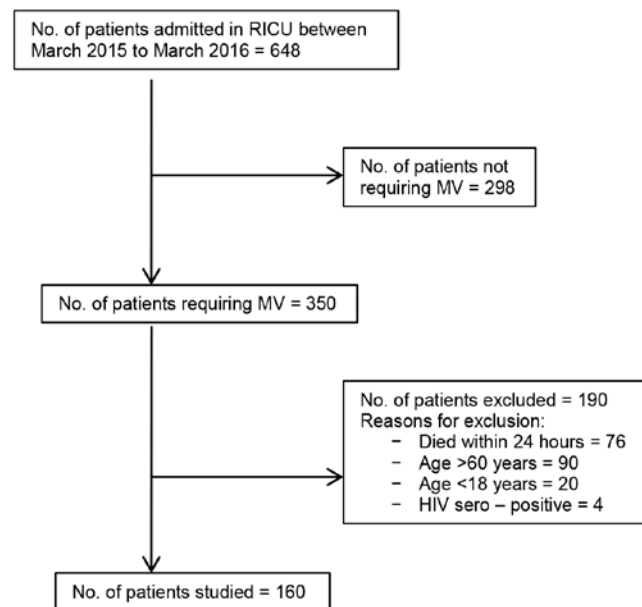 No. of patients admitted in RICU between
March 2015 to March 2016 = 648
No. of patients not
requiring MV = 298
No. of patients requiring MV = 350
No. of patients excluded = 190
Reasons for exclusion:
- Died within 24 hours = 76
- Age >60 years = 90
- Age <18 years = 20
- HIV sero – positive = 4
No. of patients studied = 160